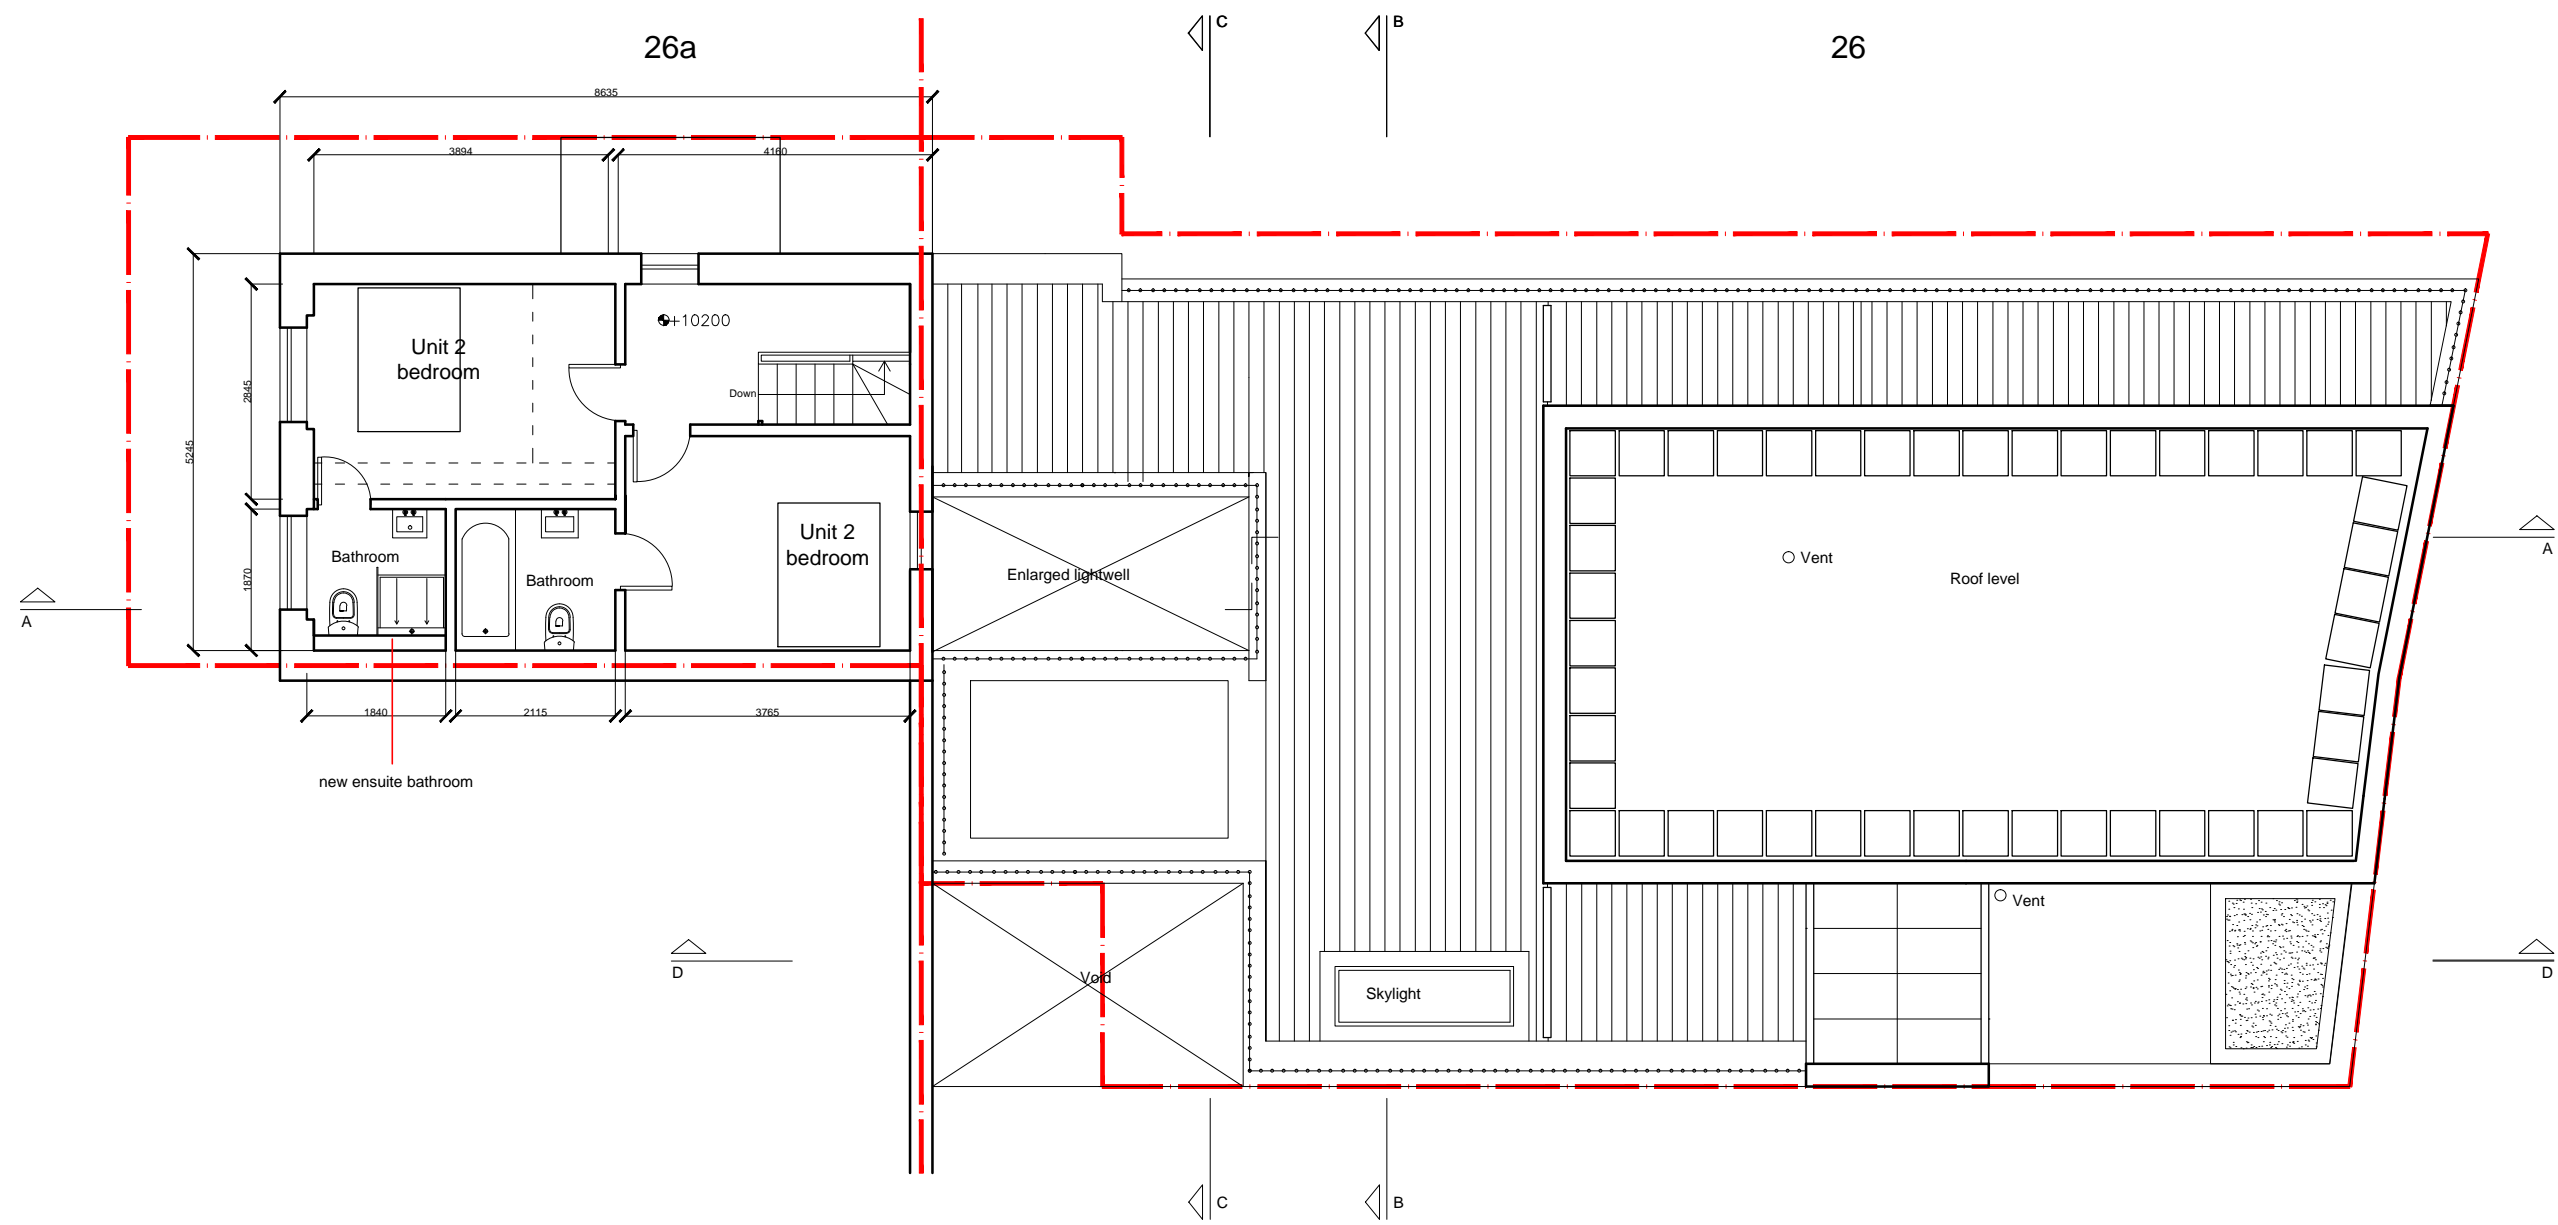 26a
C
B
26
8635
3894
4160
Unit 2
bedroom
+10200
Down
2845
5245
1870
Bathroom
Bathroom
Unit 2
bedroom
Enlarged lightwell
Vent
Roof level
A
A
1840
2115
3765
new ensuite bathroom
Vent
D
Void
Skylight
D
C
B